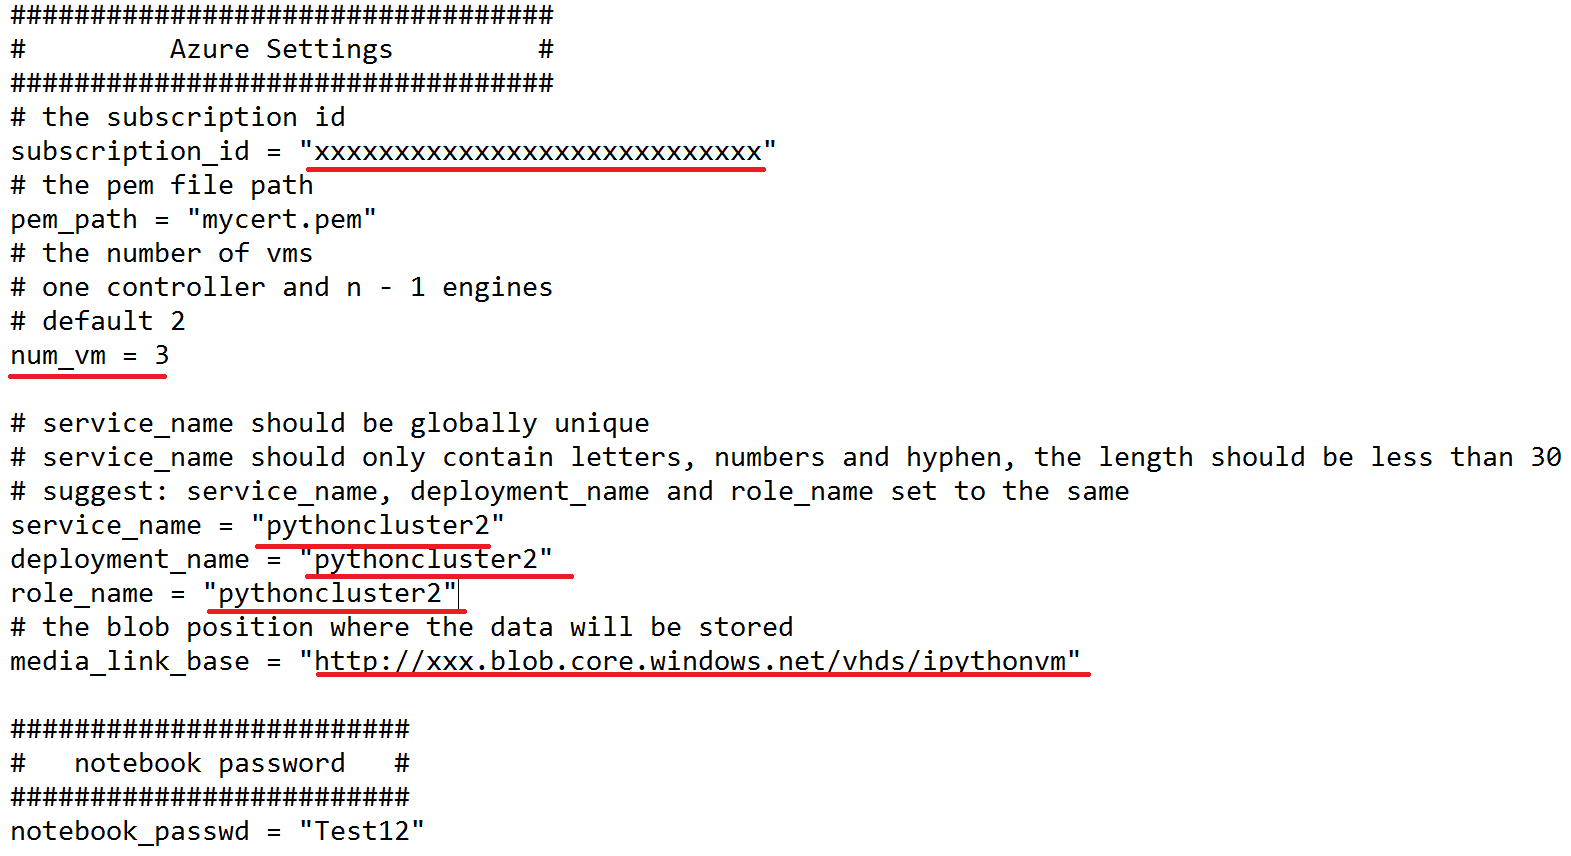 ##################################
#         Azure Settings         #
##################################
# the subscription id
subscription_id = "xxxxxxxxxxxxxxxxxxxxxxxxxxxx"
# the pem file path
pem_path = "mycert.pem"
# the number of vms
# one controller and n - 1 engines
# default 2
num_vm = 3
# service_name should be globally unique
# service_name should only contain letters, numbers and hyphen, the length should be less than 30
# suggest: service_name, deployment_name and role_name set to the same
service_name = "pythoncluster2"
deployment_name = "pythoncluster2"
role_name = "pythoncluster2"
# the blob position where the data will be stored
media_link_base = "http://xxx.blob.core.windows.net/vhds/ipythonvm"
#########################
#   notebook password   #
#########################
notebook_passwd = "Test12"